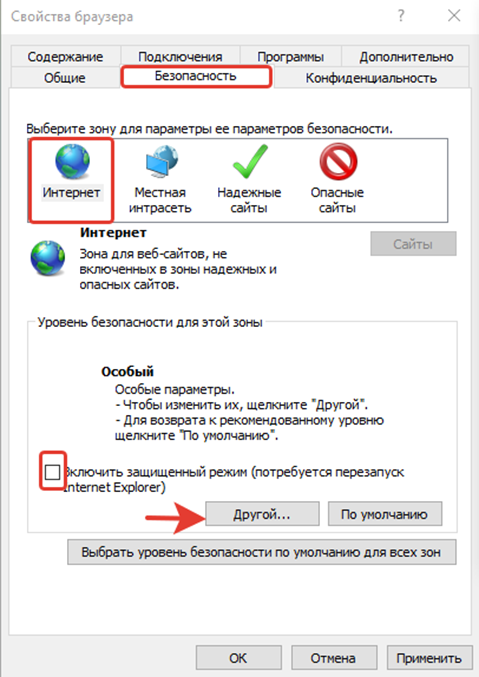 Свойства браузера
? ×
Содержание Подключения Программы Дополнительно
Общие Безопасность Конфиденциальность
Выберите зону для параметры ее параметров безопасности.
Интернет Местная интрасеть Надежные сайты Опасные сайты
Интернет
Сайты
Зона для веб-сайтов, не
включенных в зоны надежных и
опасных сайтов.
Уровень безопасности для этой зоны
Особый
Особые параметры.
- Чтобы изменить их, щелкните "Другой".
- Для возврата к рекомендованному уровню
щелкните "По умолчанию".
Включить защищенный режим (потребуется перезапуск
Internet Explorer)
Другой... По умолчанию
Выбрать уровень безопасности по умолчанию для всех зон
ОК Отмена Применить